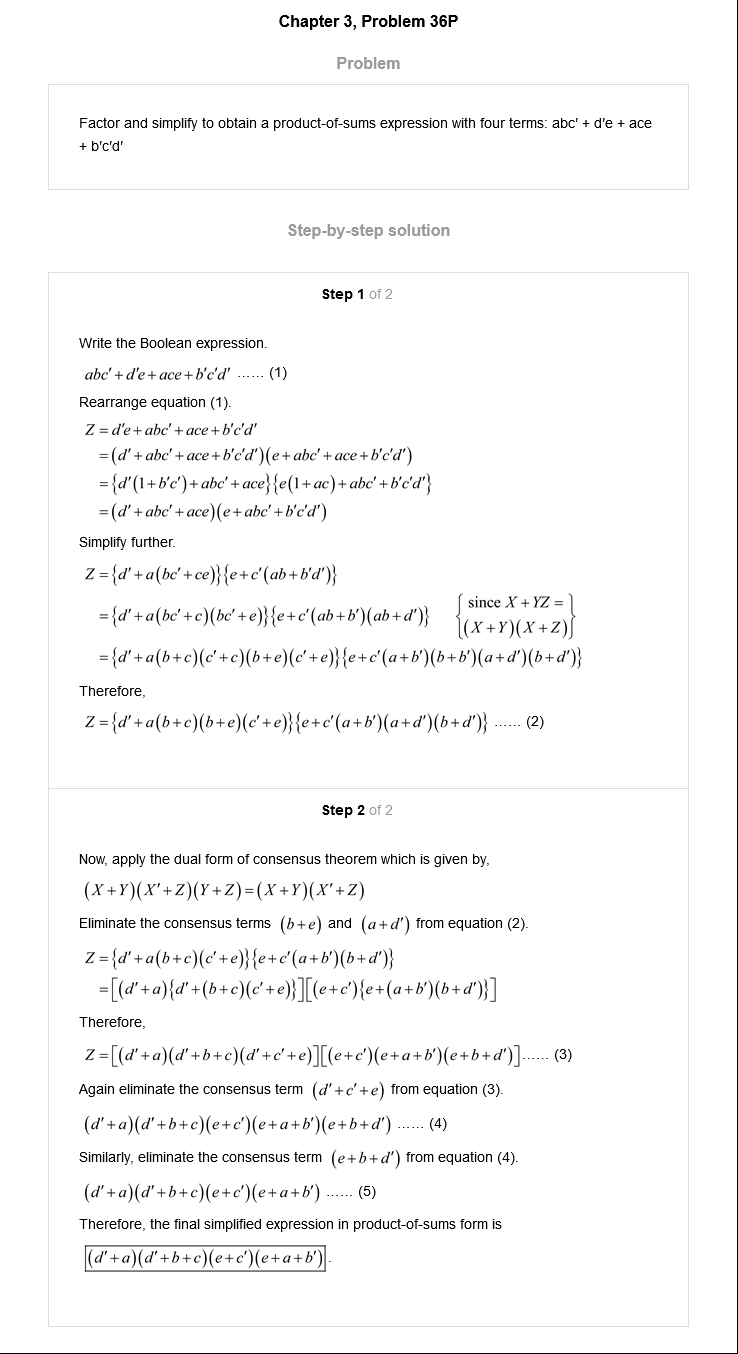 Chapter 3, Problem 36P
Problem
Factor and simplify to obtain a product-of-sums expression with four terms: abc′ + d′e + ace
+ b′c′d′
Step-by-step solution
Step 1 of 2
Write the Boolean expression.
abc′ + d′e + ace + b′c′d′ …… (1)
Rearrange equation (1).
Z = d′e + abc′ + ace + b′c′d′
= (d′ + abc′ + ace + b′c′d′)(e + abc′ + ace + b′c′d′)
= {d′(1 + b′c′) + abc′ + ace}{e(1 + ac) + abc′ + b′c′d′}
= (d′ + abc′ + ace)(e + abc′ + b′c′d′)
Simplify further.
Z = {d′ + a(bc′ + ce)}{e + c′(ab + b′d′)}
= {d′ + a(bc′ + c)(bc′ + e)}{e + c′(ab + b′)(ab + d′)} {since X + YZ =
(X + Y)(X + Z)}
= {d′ + a(b + c)(c′ + c)(b + e)(c′ + e)}{e + c′(a + b′)(b + b′)(a + d′)(b + d′)}
Therefore,
Z = {d′ + a(b + c)(b + e)(c′ + e)}{e + c′(a + b′)(a + d′)(b + d′)} …… (2)
Step 2 of 2
Now, apply the dual form of consensus theorem which is given by,
(X + Y)(X′ + Z)(Y + Z) = (X + Y)(X′ + Z)
Eliminate the consensus terms (b + e) and (a + d′) from equation (2).
Z = {d′ + a(b + c)(c′ + e)}{e + c′(a + b′)(b + d′)}
= [(d′ + a){d′ + (b + c)(c′ + e)}][(e + c′){e + (a + b′)(b + d′)}]
Therefore,
Z = [(d′ + a)(d′ + b + c)(d′ + c′ + e)][(e + c′)(e + a + b′)(e + b + d′)] …… (3)
Again eliminate the consensus term (d′ + c′ + e) from equation (3).
(d′ + a)(d′ + b + c)(e + c′)(e + a + b′)(e + b + d′) …… (4)
Similarly, eliminate the consensus term (e + b + d′) from equation (4).
(d′ + a)(d′ + b + c)(e + c′)(e + a + b′) …… (5)
Therefore, the final simplified expression in product-of-sums form is
(d′ + a)(d′ + b + c)(e + c′)(e + a + b′).